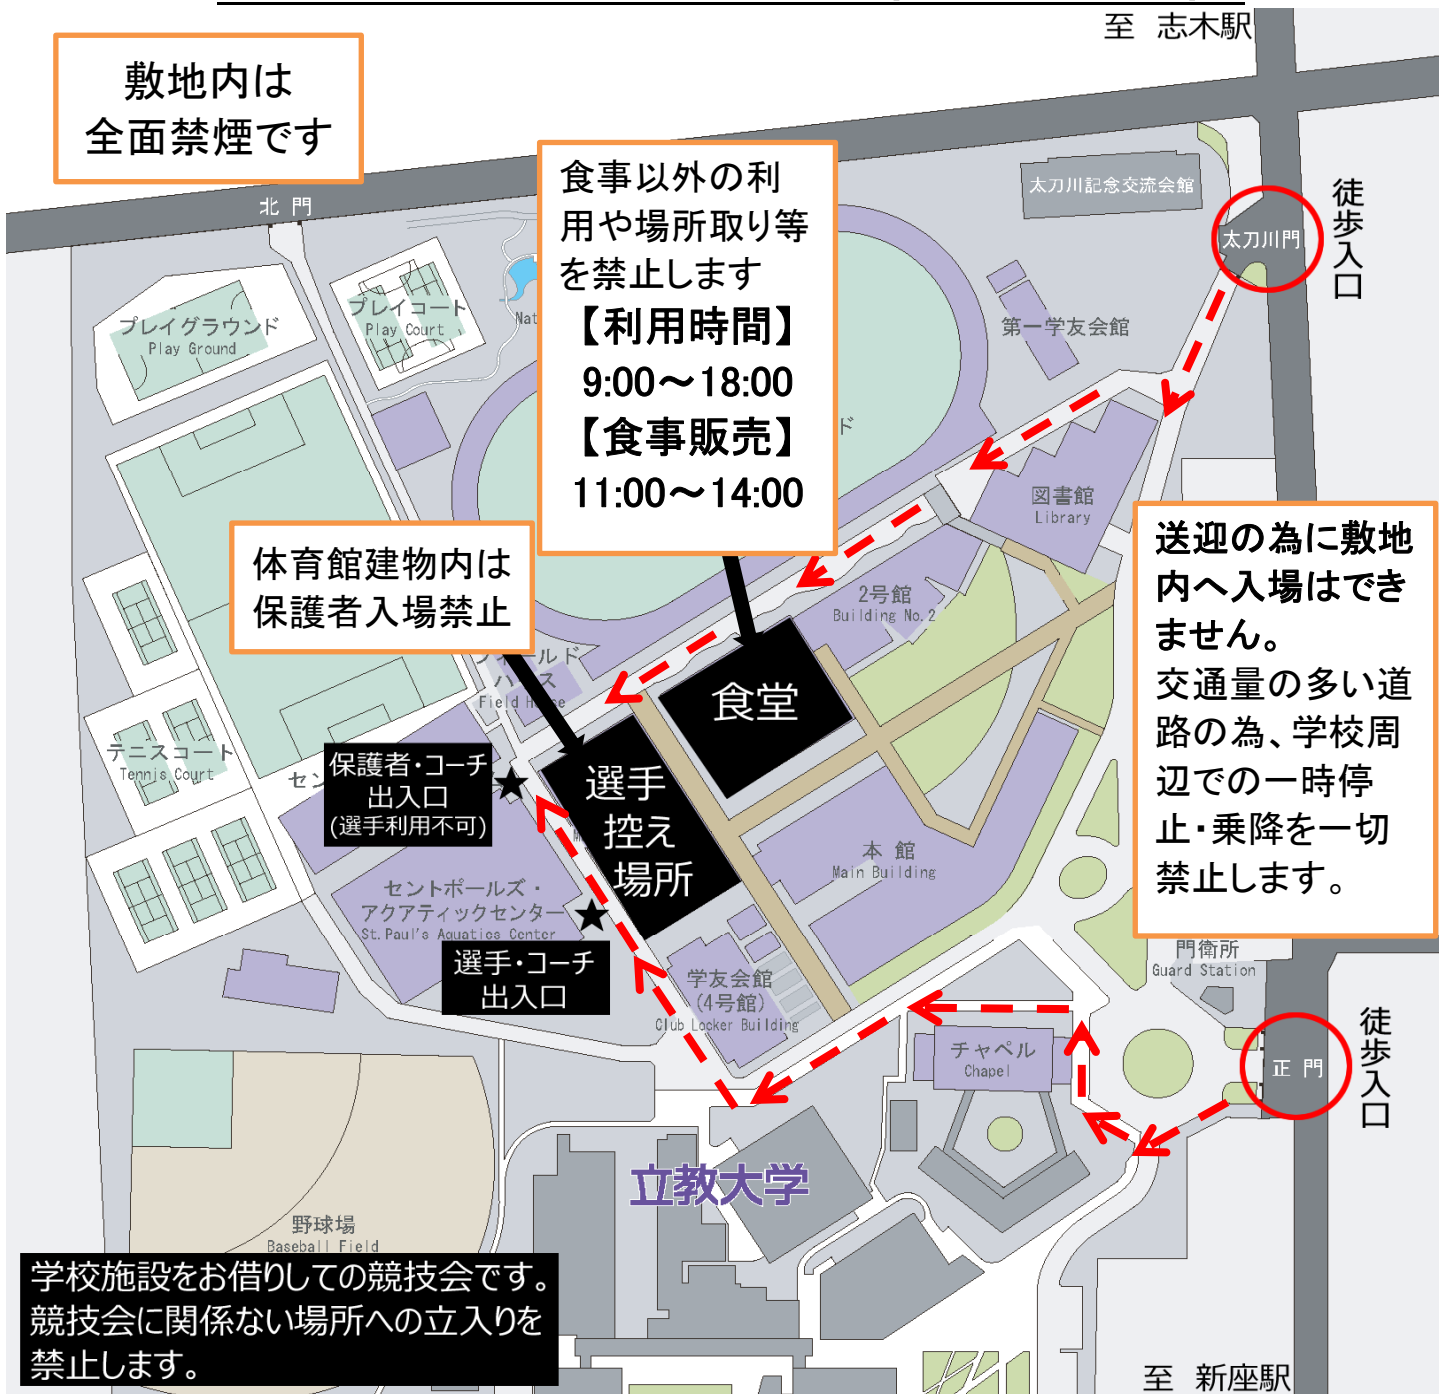 至 志木駅
敷地内は
全面禁煙です
北 門
食事以外の利
用や場所取り等
を禁止します
【利用時間】
9:00～18:00
【食事販売】
11:00～14:00
太刀川記念交流会館
太刀川門
徒歩入口
プレイグラウンド
Play Ground
プレイコート
Play Court
Nat
第一学友会館
ド
図書館
Library
体育館建物内は
保護者入場禁止
2号館
Building No.2
送迎の為に敷地
内へ入場はでき
ません。
交通量の多い道
路の為、学校周
辺での一時停
止・乗降を一切
禁止します。
食堂
テニスコート
Tennis Court
セン
保護者・コーチ
出入口
(選手利用不可)
選手
控え
場所
本 館
Main Building
セントポールズ・
アクアティックセンター
St.Paul's Aquatics Center
選手・コーチ
出入口
学友会館
(4号館)
Club Locker Building
門衛所
Guard Station
チャペル
Chapel
正 門
徒歩入口
立教大学
野球場
Baseball Field
学校施設をお借りしての競技会です。
競技会に関係ない場所への立入りを
禁止します。
至 新座駅